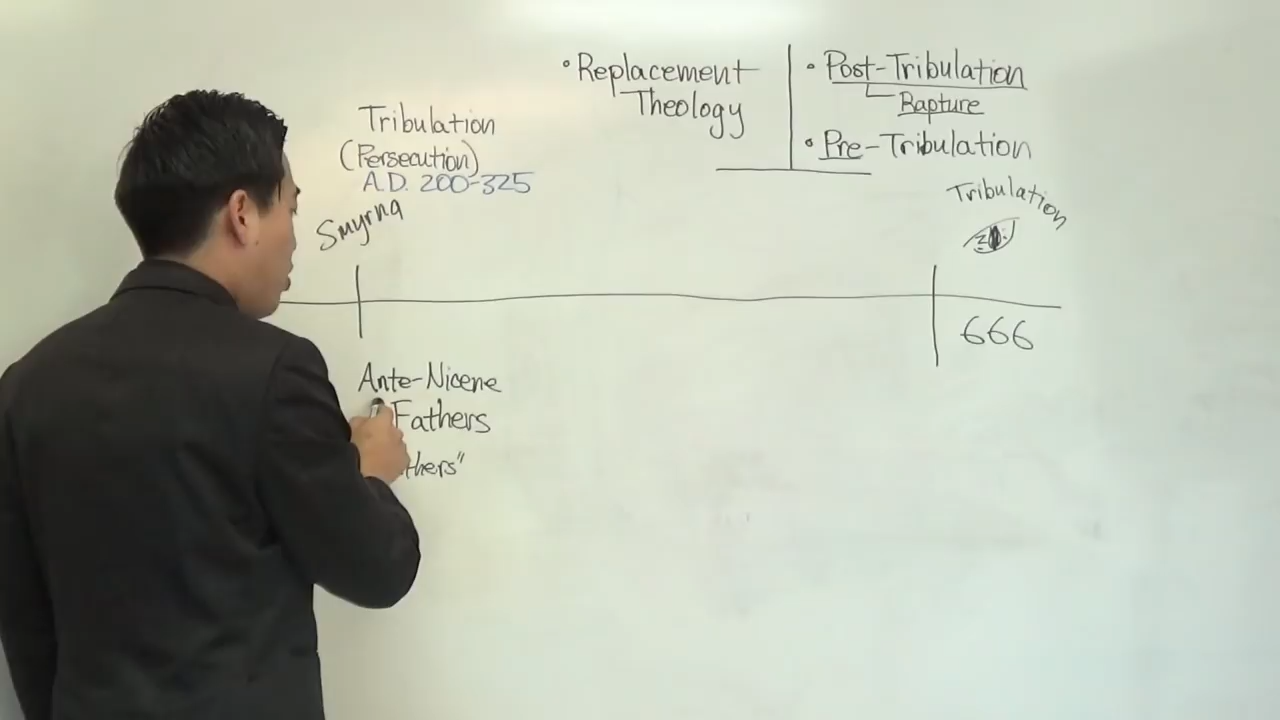 • Replacement
Theology
• Post-Tribulation
Rapture
• Pre-Tribulation
Tribulation
(Persecution)
A.D. 200-325
Smyrna
Tribulation
666
Ante-Nicene
Fathers